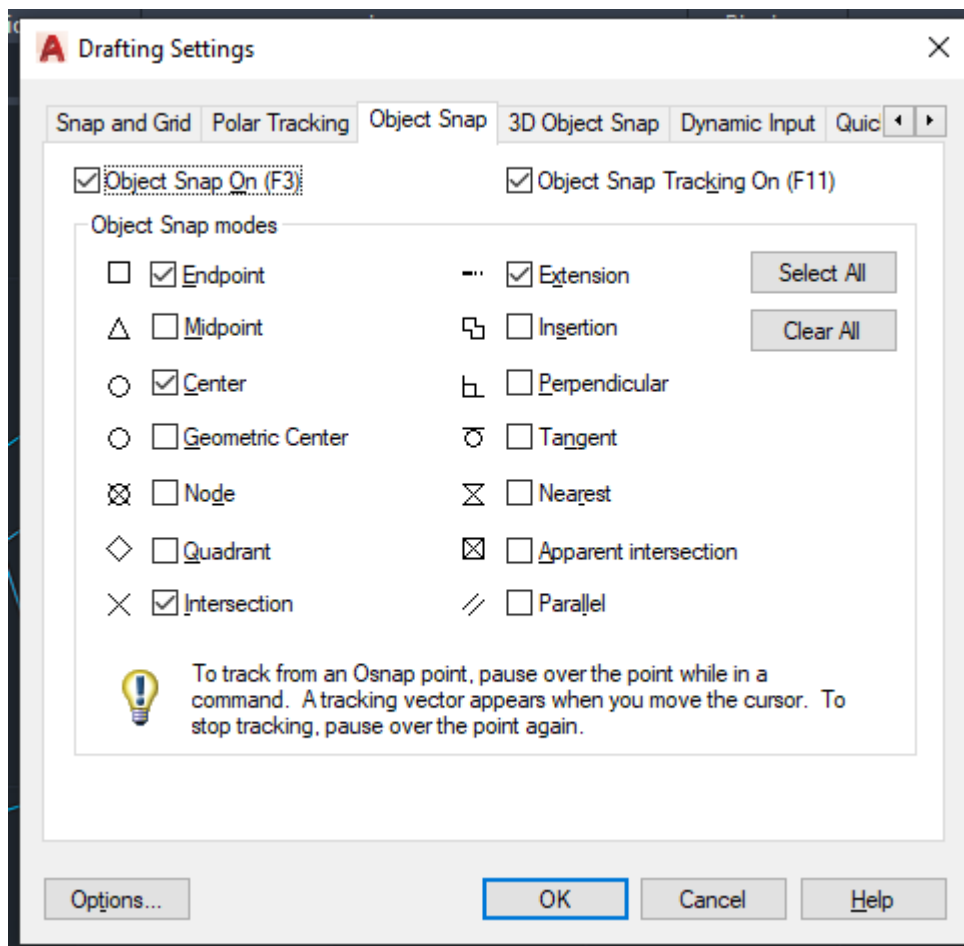 Drafting Settings
Snap and Grid Polar Tracking Object Snap 3D Object Snap Dynamic Input
Object Snap On (F3) Object Snap Tracking On (F11)
Object Snap modes
Endpoint Extension Select All
Midpoint Insertion Clear All
Center Perpendicular
Geometric Center Tangent
Node Nearest
Quadrant Apparent intersection
Intersection Parallel
To track from an Osnap point, pause over the point while in a
command. A tracking vector appears when you move the cursor. To
stop tracking, pause over the point again.
Options... OK Cancel Help